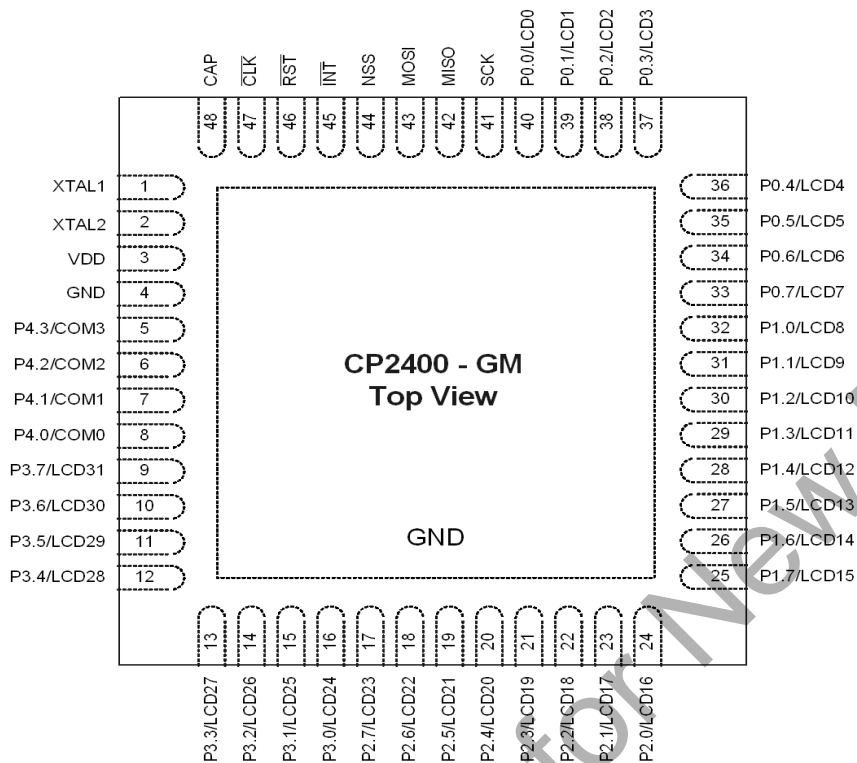 CAP
C̅L̅K̅
R̅S̅T̅
I̅N̅T̅
NSS
MOSI
MISO
SCK
P0.0/LCD0
P0.1/LCD1
P0.2/LCD2
P0.3/LCD3
48
47
46
45
44
43
42
41
40
39
38
37
XTAL1 1
XTAL2 2
VDD 3
GND 4
P4.3/COM3 5
P4.2/COM2 6
P4.1/COM1 7
P4.0/COM0 8
P3.7/LCD31 9
P3.6/LCD30 10
P3.5/LCD29 11
P3.4/LCD28 12
CP2400 - GM
Top View
GND
36 P0.4/LCD4
35 P0.5/LCD5
34 P0.6/LCD6
33 P0.7/LCD7
32 P1.0/LCD8
31 P1.1/LCD9
30 P1.2/LCD10
29 P1.3/LCD11
28 P1.4/LCD12
27 P1.5/LCD13
26 P1.6/LCD14
25 P1.7/LCD15
13
14
15
16
17
18
19
20
21
22
23
24
P3.3/LCD27
P3.2/LCD26
P3.1/LCD25
P3.0/LCD24
P2.7/LCD23
P2.6/LCD22
P2.5/LCD21
P2.4/LCD20
P2.3/LCD19
P2.2/LCD18
P2.1/LCD17
P2.0/LCD16
for New